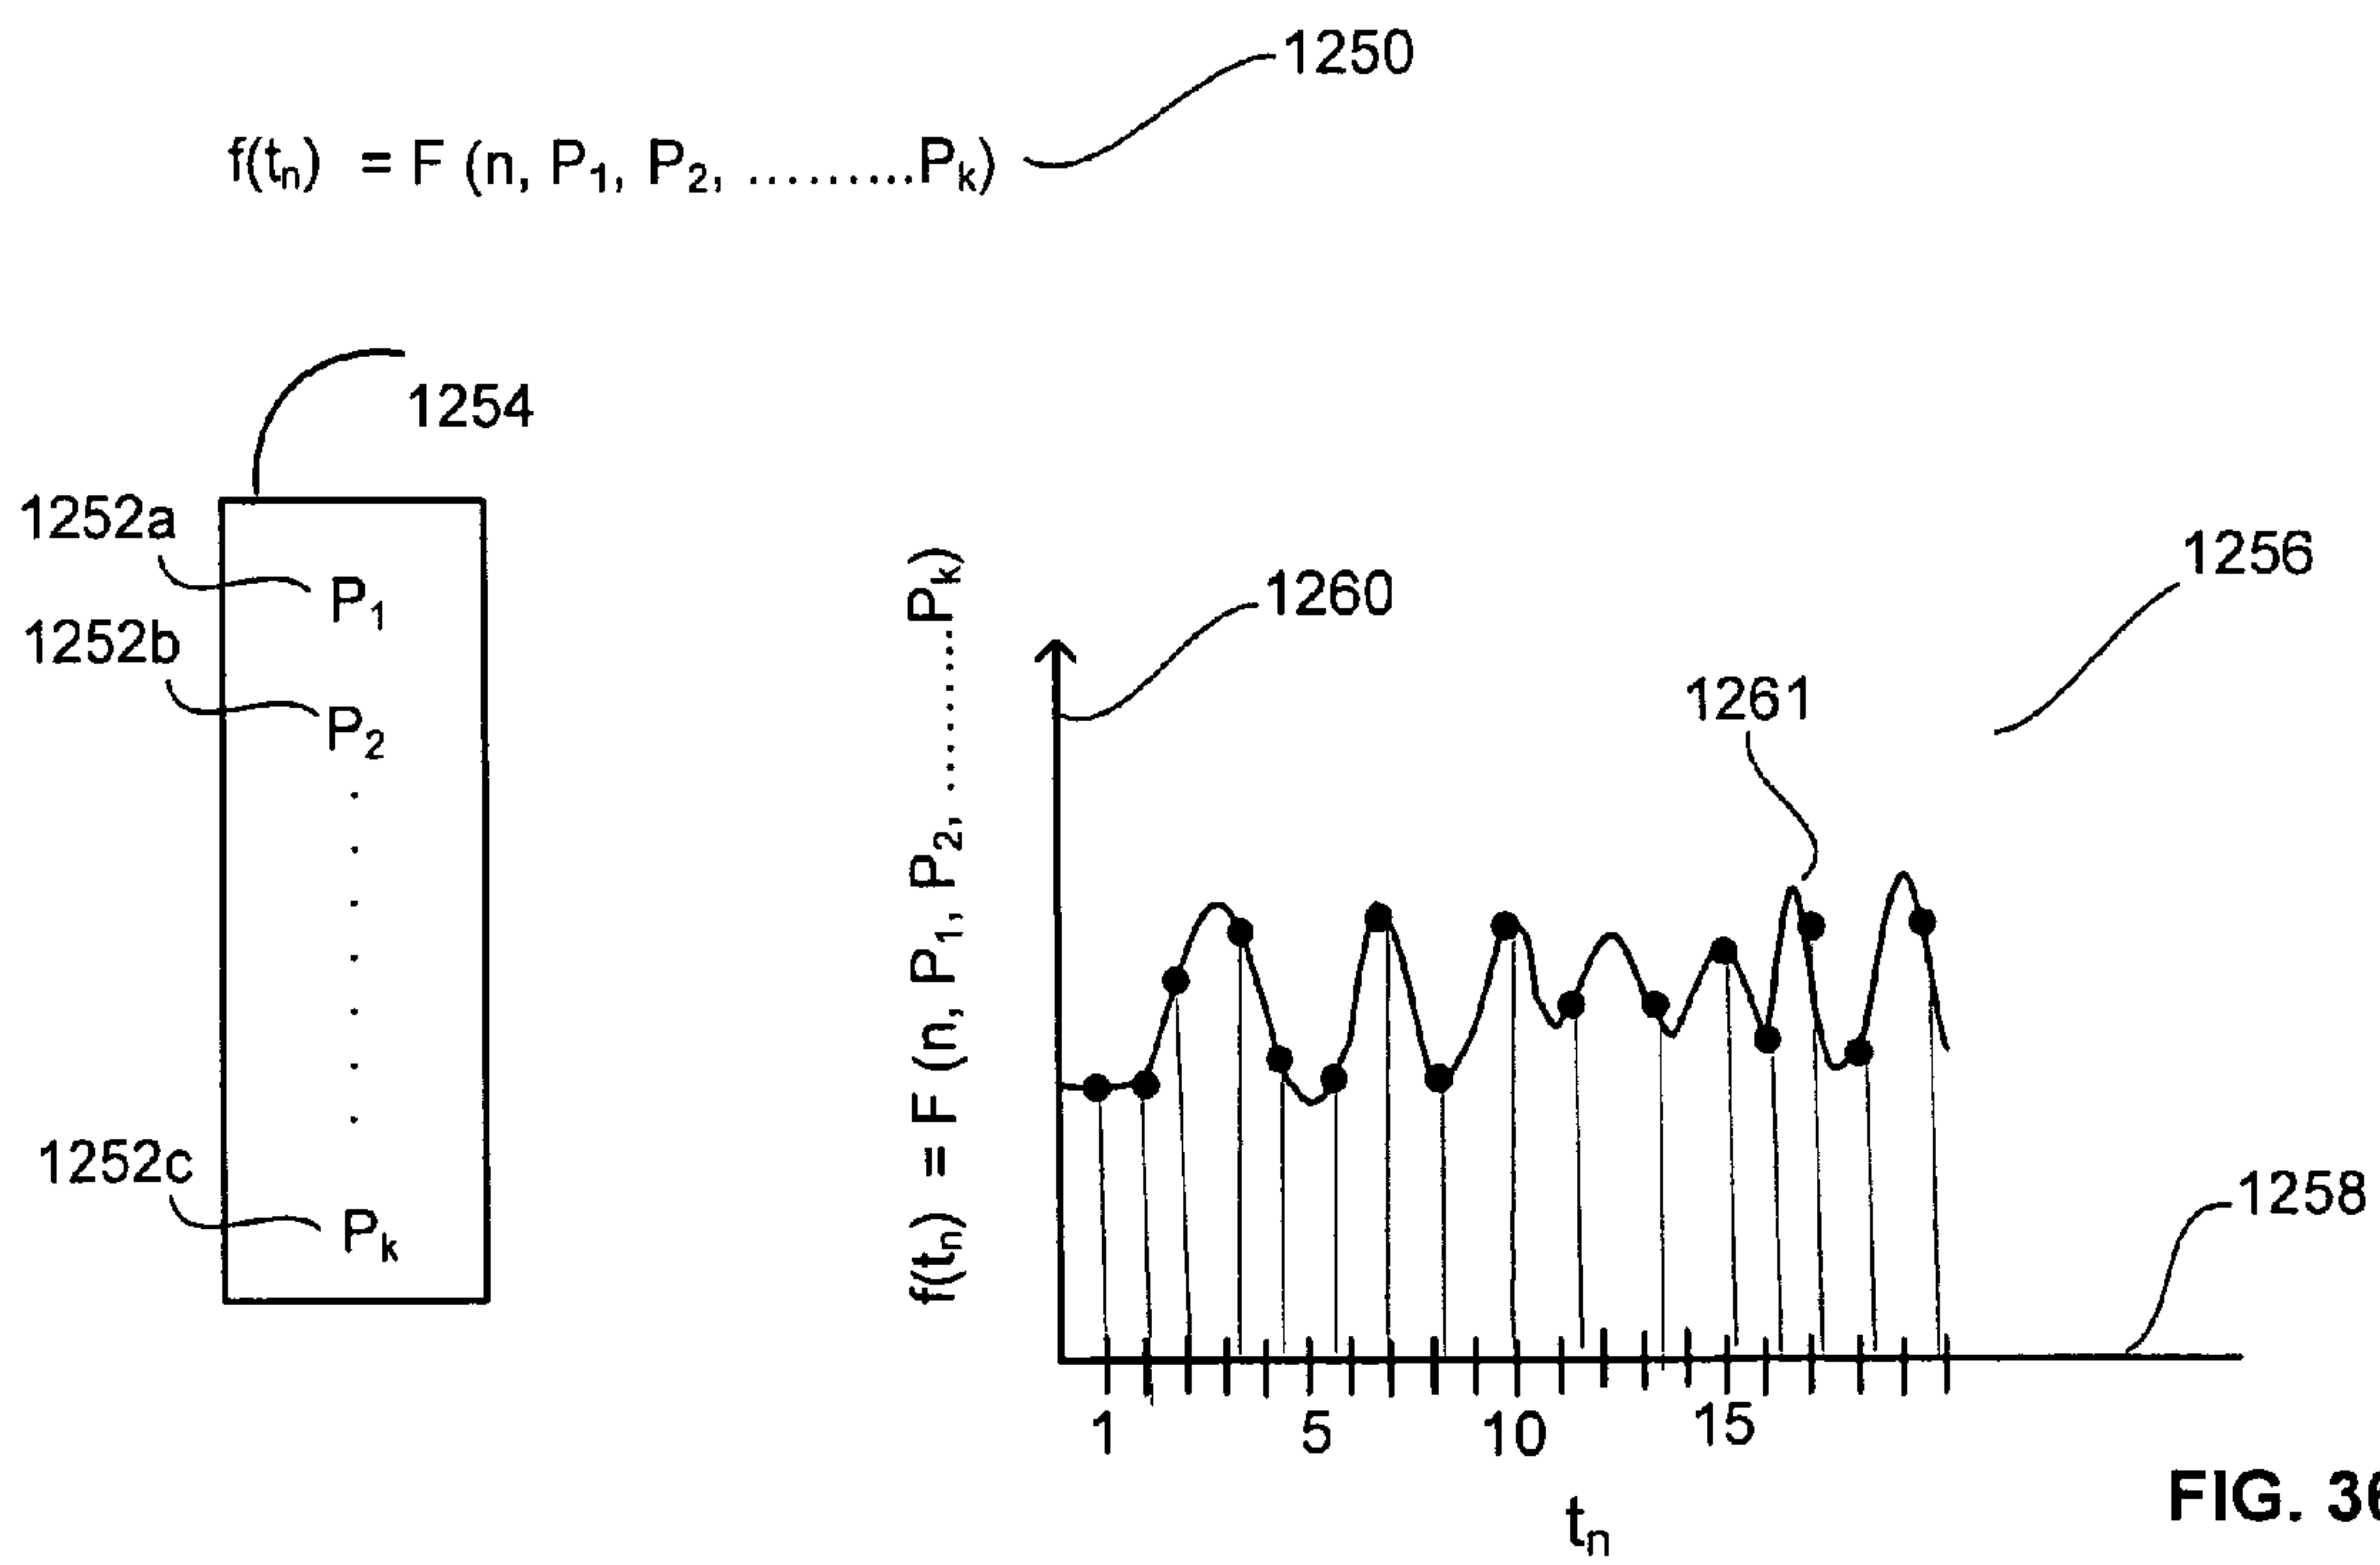 1250
f(tₙ) = F (n, P₁, P₂, ..........Pₖ)
1254
1252a
P₁
1252b
P₂
1252c
Pₖ
f(tₙ) = F (n, P₁, P₂, ..........Pₖ)
1260
1256
1261
1258
1 5 10 15
tₙ
FIG. 36